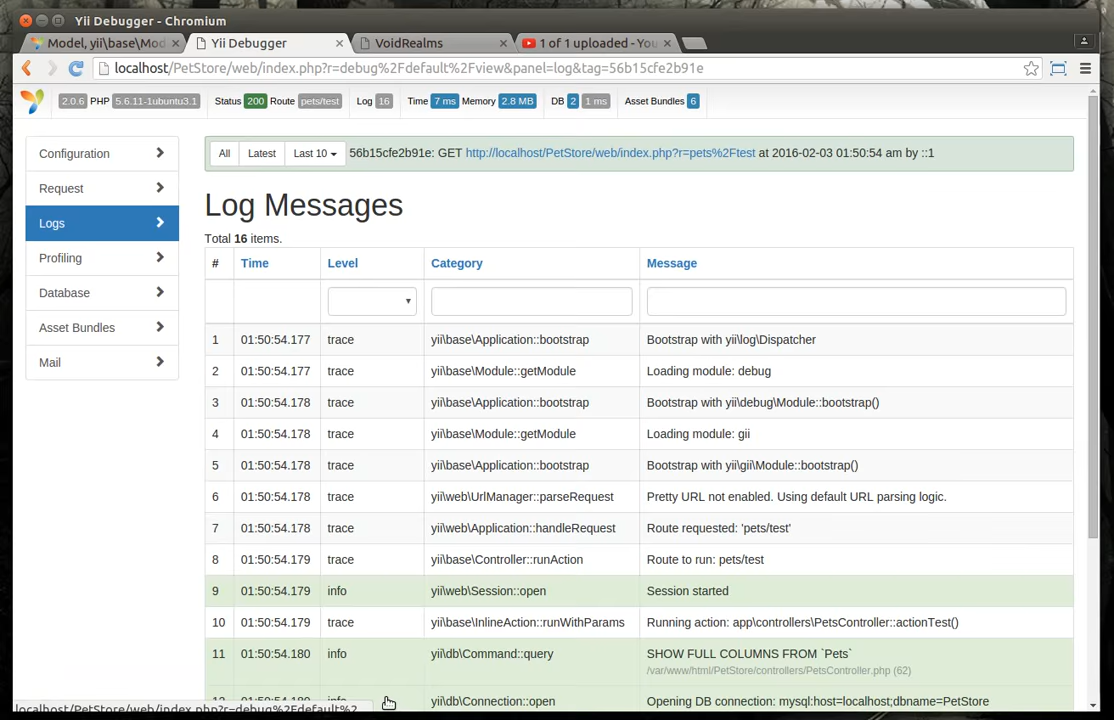 Yii Debugger - Chromium
Model, yii\base\Mod
Yii Debugger
VoidRealms
1 of 1 uploaded - You
localhost/PetStore/web/index.php?r=debug%2Fdefault%2Fview&panel=log&tag=56b15cfe2b91e
2.0.6 PHP 5.6.11-1ubuntu3.1 Status 200 Route pets/test Log 16 Time 7 ms Memory 2.8 MB DB 2 1 ms Asset Bundles 6
Configuration
Request
Logs
Profiling
Database
Asset Bundles
Mail
All Latest Last 10 56b15cfe2b91e: GET http://localhost/PetStore/web/index.php?r=pets%2Ftest at 2016-02-03 01:50:54 am by ::1
Log Messages
Total 16 items.
# Time Level Category Message
1 01:50:54.177 trace yii\base\Application::bootstrap Bootstrap with yii\log\Dispatcher
2 01:50:54.177 trace yii\base\Module::getModule Loading module: debug
3 01:50:54.178 trace yii\base\Application::bootstrap Bootstrap with yii\debug\Module::bootstrap()
4 01:50:54.178 trace yii\base\Module::getModule Loading module: gii
5 01:50:54.178 trace yii\base\Application::bootstrap Bootstrap with yii\gii\Module::bootstrap()
6 01:50:54.178 trace yii\web\UrlManager::parseRequest Pretty URL not enabled. Using default URL parsing logic.
7 01:50:54.178 trace yii\web\Application::handleRequest Route requested: 'pets/test'
8 01:50:54.179 trace yii\base\Controller::runAction Route to run: pets/test
9 01:50:54.179 info yii\web\Session::open Session started
10 01:50:54.179 trace yii\base\InlineAction::runWithParams Running action: app\controllers\PetsController::actionTest()
11 01:50:54.180 info yii\db\Command::query SHOW FULL COLUMNS FROM `Pets`
/var/www/html/PetStore/controllers/PetsController.php (62)
12 01:50:54.180 info yii\db\Connection::open Opening DB connection: mysql:host=localhost;dbname=PetStore
localhost/PetStore/web/index.php?r=debug%2Fdefault%2...